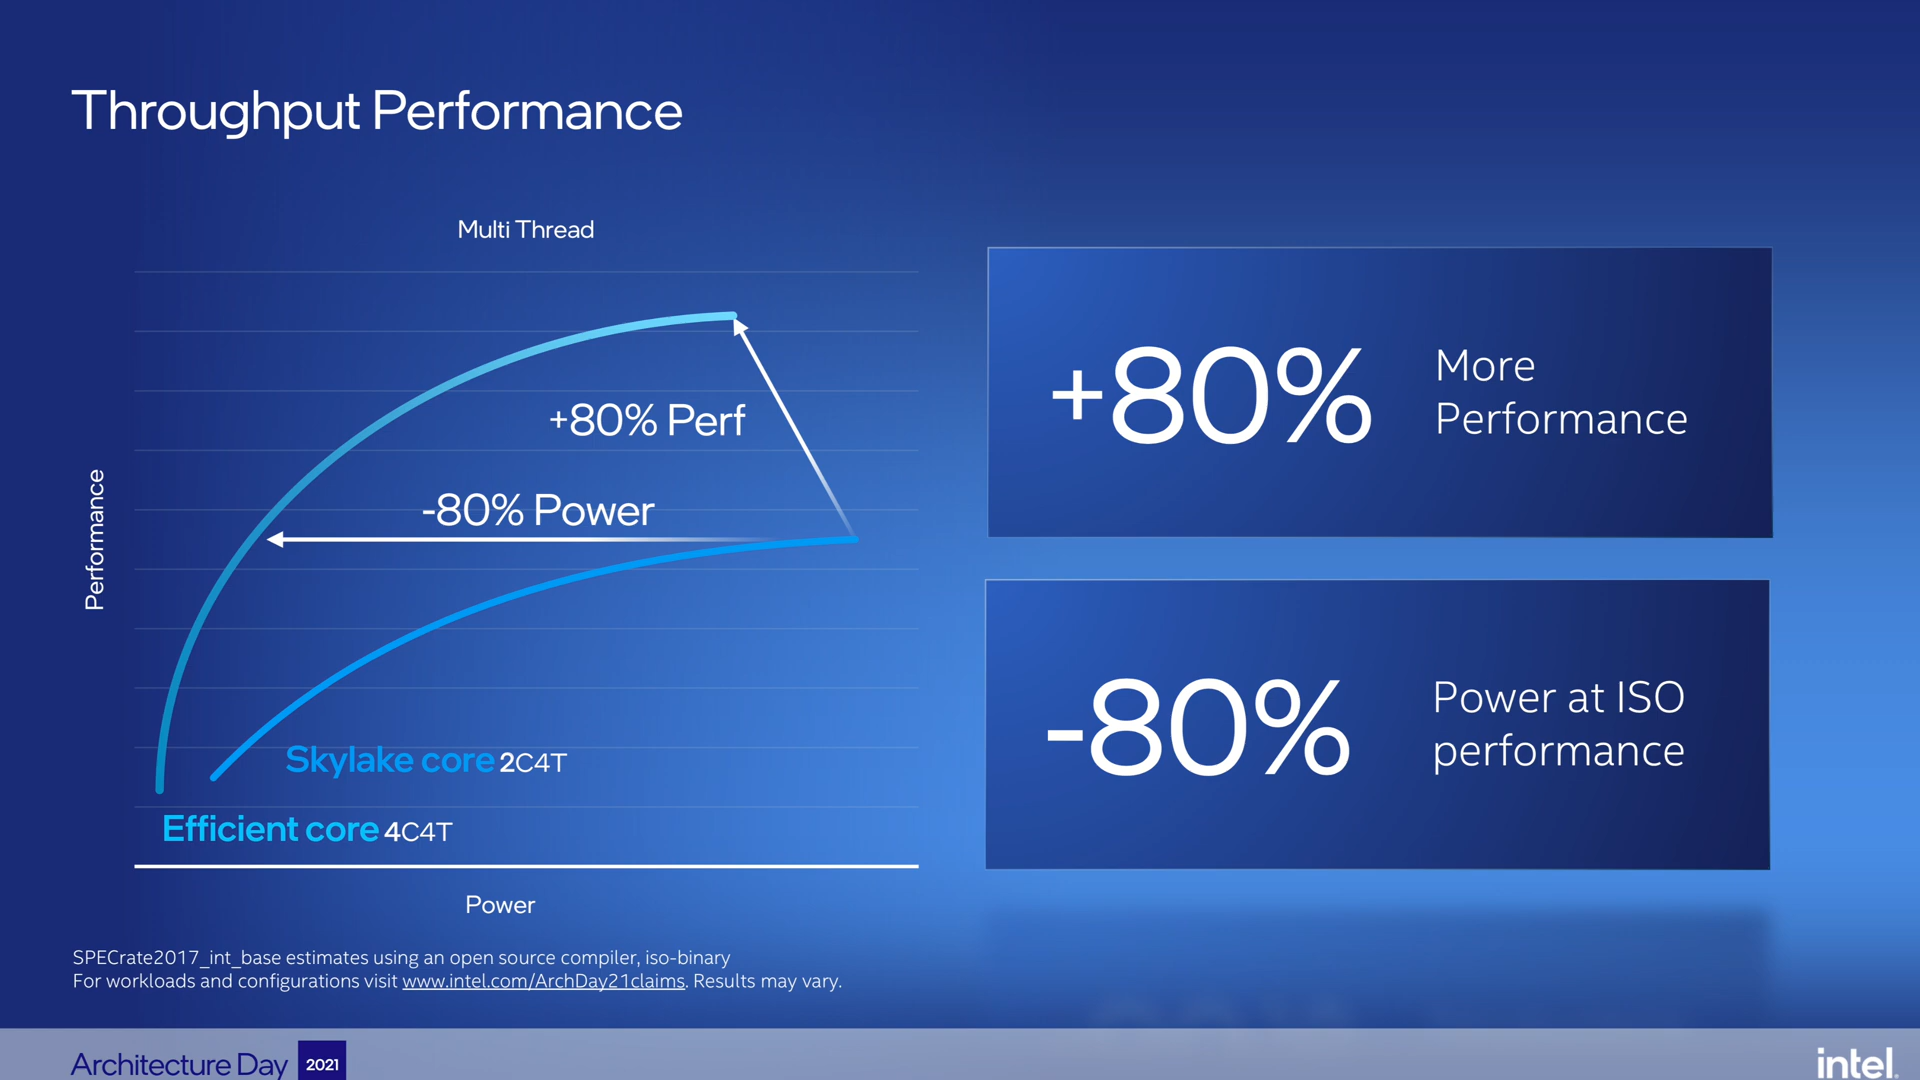 Throughput Performance
Multi Thread
+80% Perf
-80% Power
Performance
Skylake core 2C4T
Efficient core 4C4T
Power
+80%
More
Performance
-80%
Power at ISO
performance
SPECrate2017_int_base estimates using an open source compiler, iso-binary
For workloads and configurations visit www.intel.com/ArchDay21claims. Results may vary.
Architecture Day 2021
intel.